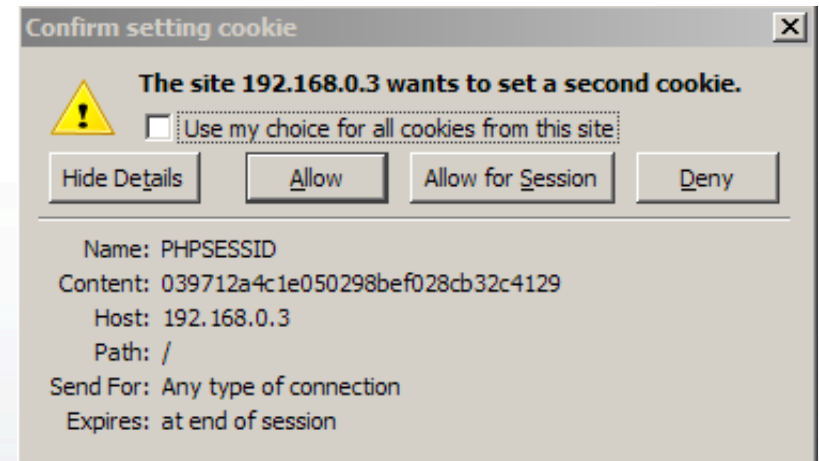 Confirm setting cookie
The site 192.168.0.3 wants to set a second cookie.
Use my choice for all cookies from this site
Hide Details Allow Allow for Session Deny
Name: PHPSESSID
Content: 039712a4c1e050298bef028cb32c4129
Host: 192.168.0.3
Path: /
Send For: Any type of connection
Expires: at end of session